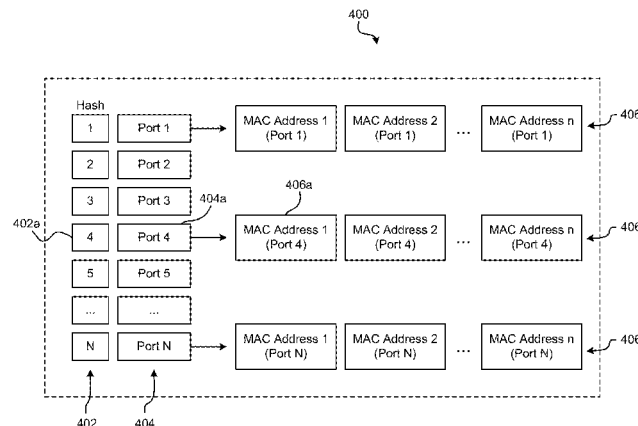 400
Hash
1 Port 1 MAC Address 1 (Port 1) MAC Address 2 (Port 1) ... MAC Address n (Port 1) 406
2 Port 2
3 Port 3
404a
406a
402a
4 Port 4 MAC Address 1 (Port 4) MAC Address 2 (Port 4) ... MAC Address n (Port 4) 406
5 Port 5
... ...
N Port N MAC Address 1 (Port N) MAC Address 2 (Port N) ... MAC Address n (Port N) 406
402 404